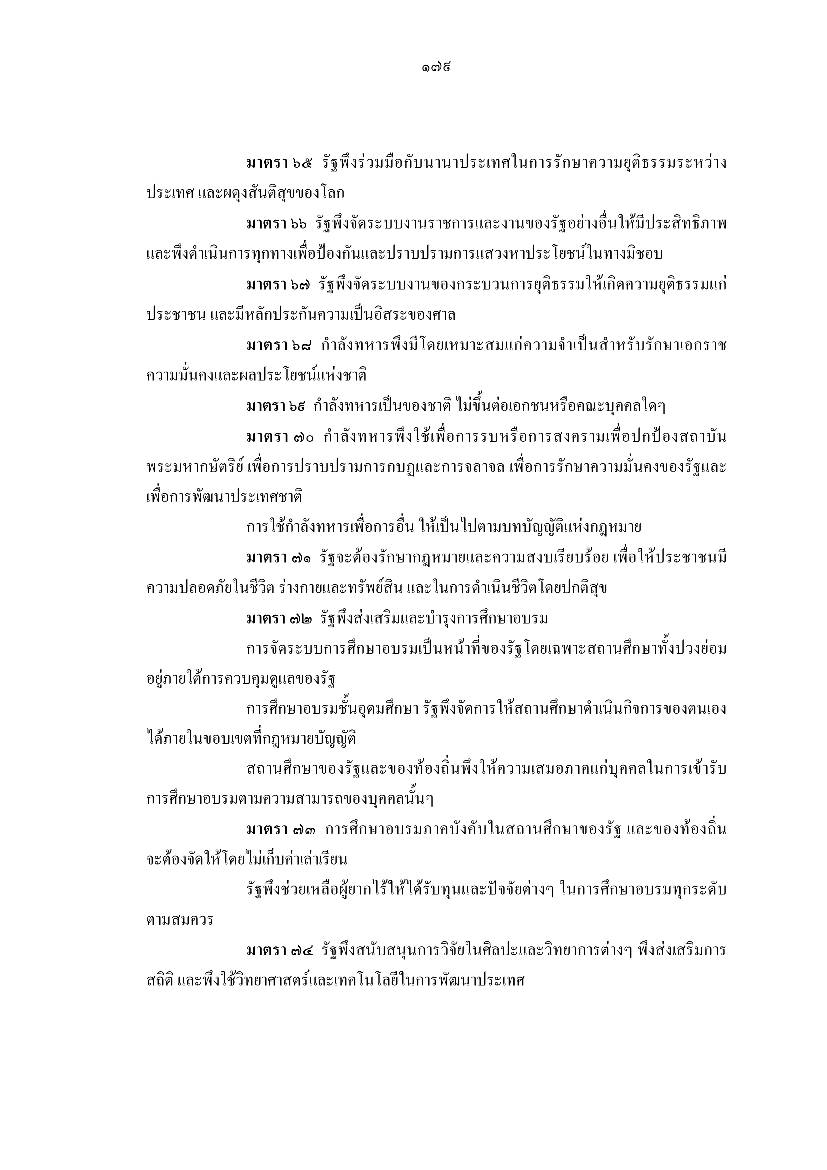 ๑๗๙
มาตรา ๖๕ รัฐพึงร่วมมือกับนานาประเทศในการรักษาความยุติธรรมระหว่าง
ประเทศ และผดุงสันติสุขของโลก
มาตรา ๖๖ รัฐพึงจัดระบบงานราชการและงานของรัฐอย่างอื่นให้มีประสิทธิภาพ
และพึงดำเนินการทุกทางเพื่อป้องกันและปราบปรามการแสวงหาประโยชน์ในทางมิชอบ
มาตรา ๖๗ รัฐพึงจัดระบบงานของกระบวนการยุติธรรมให้เกิดความยุติธรรมแก่
ประชาชน และมีหลักประกันความเป็นอิสระของศาล
มาตรา ๖๘ กำลังทหารพึงมีโดยเหมาะสมแก่ความจำเป็นสำหรับรักษาเอกราช
ความมั่นคงและผลประโยชน์แห่งชาติ
มาตรา ๖๙ กำลังทหารเป็นของชาติ ไม่ขึ้นต่อเอกชนหรือคณะบุคคลใดๆ
มาตรา ๗๐ กำลังทหารพึงใช้เพื่อการรบหรือการสงครามเพื่อปกป้องสถาบัน
พระมหากษัตริย์ เพื่อการปราบปรามการกบฏและการจลาจล เพื่อการรักษาความมั่นคงของรัฐและ
เพื่อการพัฒนาประเทศชาติ
การใช้กำลังทหารเพื่อการอื่น ให้เป็นไปตามบทบัญญัติแห่งกฎหมาย
มาตรา ๗๑ รัฐจะต้องรักษากฎหมายและความสงบเรียบร้อย เพื่อให้ประชาชนมี
ความปลอดภัยในชีวิต ร่างกายและทรัพย์สิน และในการดำเนินชีวิตโดยปกติสุข
มาตรา ๗๒ รัฐพึงส่งเสริมและบำรุงการศึกษาอบรม
การจัดระบบการศึกษาอบรมเป็นหน้าที่ของรัฐโดยเฉพาะสถานศึกษาทั้งปวงย่อม
อยู่ภายใต้การควบคุมดูแลของรัฐ
การศึกษาอบรมชั้นอุดมศึกษา รัฐพึงจัดการให้สถานศึกษาดำเนินกิจการของตนเอง
ได้ภายในขอบเขตที่กฎหมายบัญญัติ
สถานศึกษาของรัฐและของท้องถิ่นพึงให้ความเสมอภาคแก่บุคคลในการเข้ารับ
การศึกษาอบรมตามความสามารถของบุคคลนั้นๆ
มาตรา ๗๓ การศึกษาอบรมภาคบังคับในสถานศึกษาของรัฐ และของท้องถิ่น
จะต้องจัดให้โดยไม่เก็บค่าเล่าเรียน
รัฐพึงช่วยเหลือผู้ยากไร้ให้ได้รับทุนและปัจจัยต่างๆ ในการศึกษาอบรมทุกระดับ
ตามสมควร
มาตรา ๗๔ รัฐพึงสนับสนุนการวิจัยในศิลปะและวิทยาการต่างๆ พึงส่งเสริมการ
สถิติ และพึงใช้วิทยาศาสตร์และเทคโนโลยีในการพัฒนาประเทศ